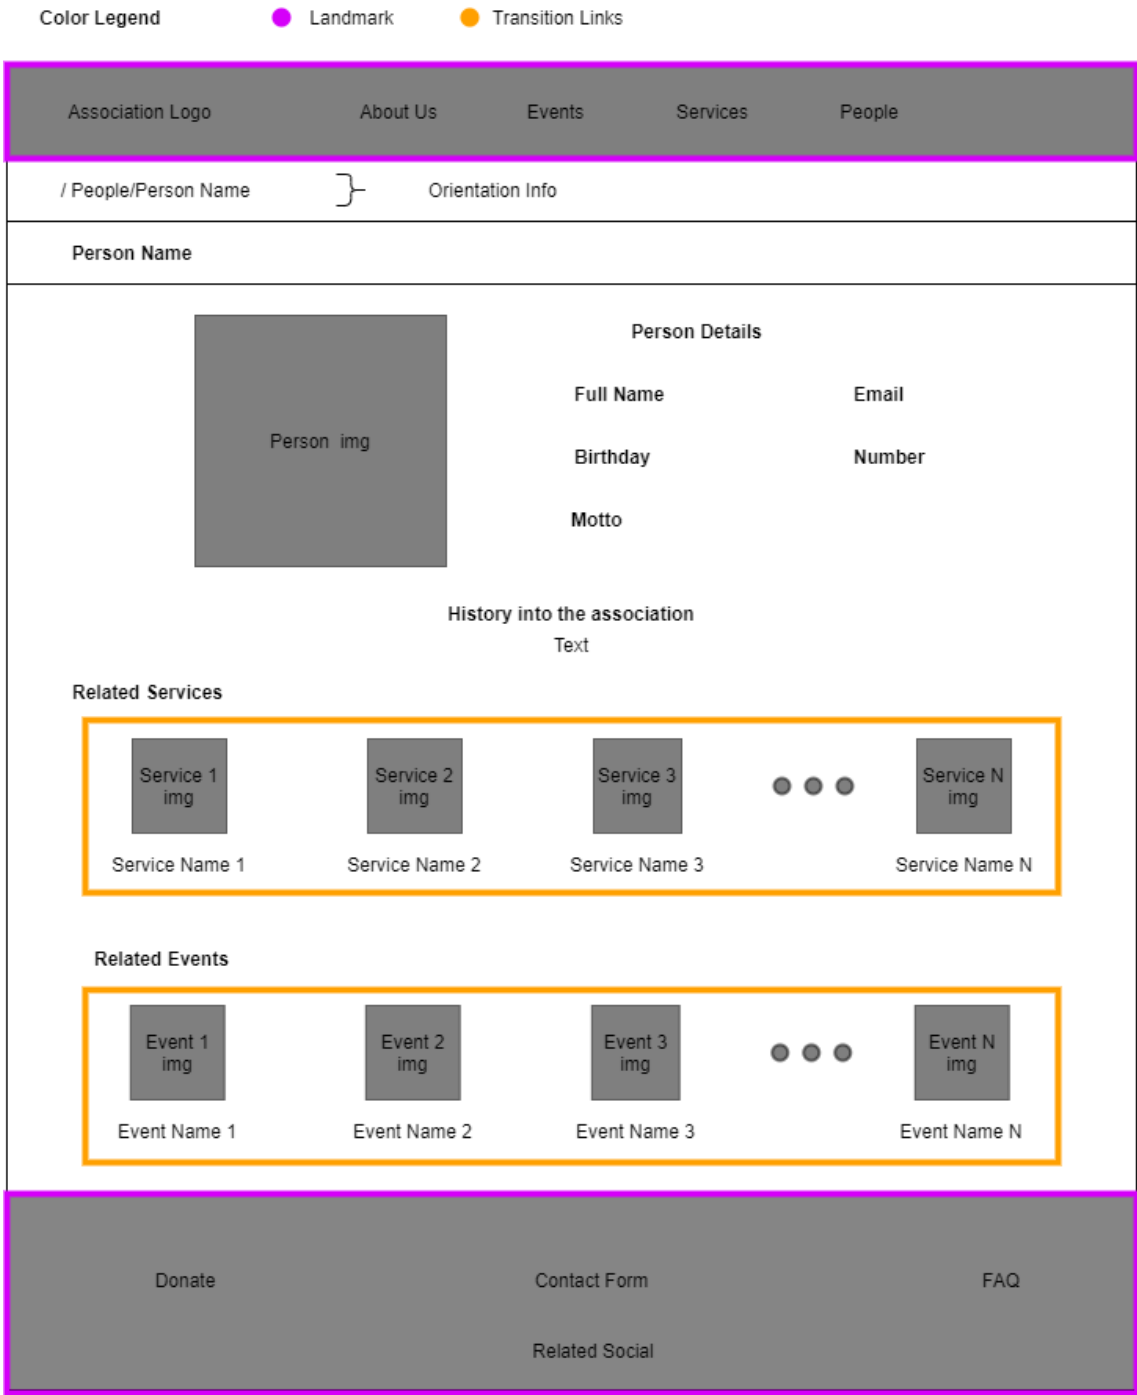 Color Legend Landmark Transition Links
Association Logo About Us Events Services People
/ People/Person Name Orientation Info
Person Name
Person Details
Person img
Full Name Email
Birthday Number
Motto
History into the association
Text
Related Services
Service 1 img
Service 2 img
Service 3 img
Service N img
Service Name 1 Service Name 2 Service Name 3 Service Name N
Related Events
Event 1 img
Event 2 img
Event 3 img
Event N img
Event Name 1 Event Name 2 Event Name 3 Event Name N
Donate Contact Form FAQ
Related Social